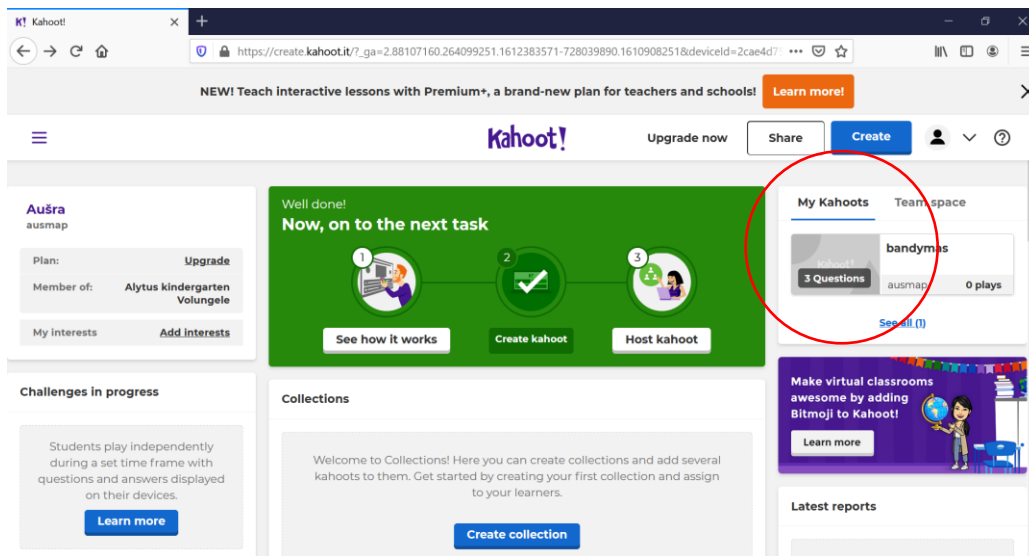 K! Kahoot!
https://create.kahoot.it/?_ga=2.88107160.264099251.1612383571-728039890.1610908251&deviceId=2cae4d7
NEW! Teach interactive lessons with Premium+, a brand-new plan for teachers and schools! Learn more!
Kahoot! Upgrade now Share Create
Aušra
ausmap
Plan: Upgrade
Member of: Alytus kindergarten
Volungele
My interests Add interests
Well done!
Now, on to the next task
1 2 3
See how it works Create kahoot Host kahoot
My Kahoots Team space
Kahoot!
bandymas
3 Questions ausmap 0 plays
See all (1)
Challenges in progress
Students play independently
during a set time frame with
questions and answers displayed
on their devices.
Learn more
Collections
Welcome to Collections! Here you can create collections and add several
kahoots to them. Get started by creating your first collection and assign
to your learners.
Create collection
Make virtual classrooms
awesome by adding
Bitmoji to Kahoot!
Learn more
Latest reports